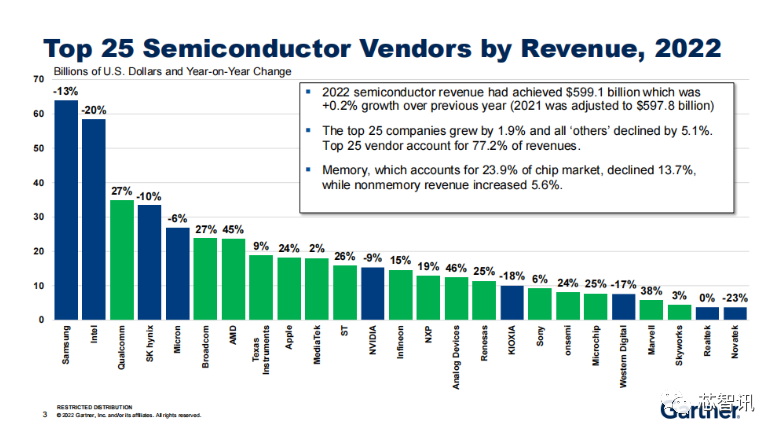 Top 25 Semiconductor Vendors by Revenue, 2022
Billions of U.S. Dollars and Year-on-Year Change
▪ 2022 semiconductor revenue had achieved $599.1 billion which was
+0.2% growth over previous year (2021 was adjusted to $597.8 billion)
▪ The top 25 companies grew by 1.9% and all ‘others’ declined by 5.1%.
Top 25 vendor account for 77.2% of revenues.
▪ Memory, which accounts for 23.9% of chip market, declined 13.7%,
while nonmemory revenue increased 5.6%.
70
60
50
40
30
20
10
0
-13%
-20%
27%
-10%
-6%
27%
45%
9%
24%
2%
26%
-9%
15%
19%
46%
25%
-18%
6%
24%
25%
-17%
38%
3%
0%
-23%
Samsung
Intel
Qualcomm
SK hynix
Micron
Broadcom
AMD
Texas
Instruments
Apple
MediaTek
ST
NVIDIA
Infineon
NXP
Analog Devices
Renesas
KIOXIA
Sony
onsemi
Microchip
Western Digital
Marvell
Skyworks
Realtek
Novatek
3
RESTRICTED DISTRIBUTION
© 2022 Gartner, Inc. and/or its affiliates. All rights reserved.
Gartner
芯智讯